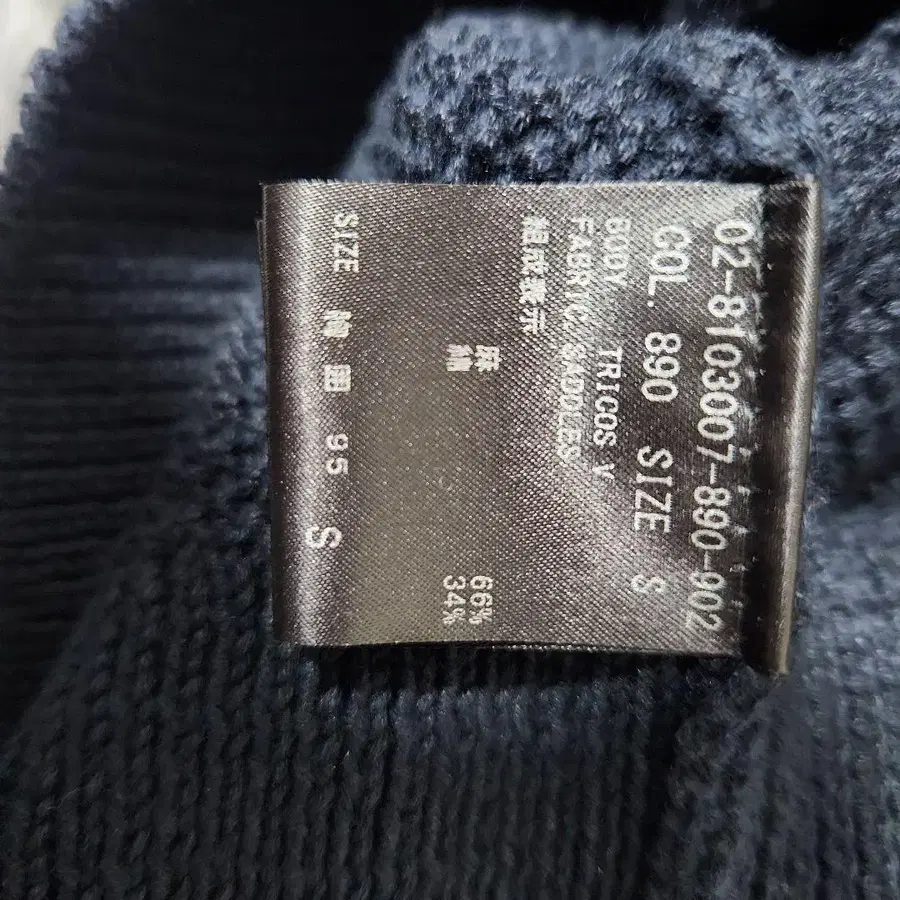 02-8103007-890-902
COL. 890 SIZE S
BODY: TRICOS V
FABRIC: SADDLES
組成表示
麻 66%
綿 34%
SIZE 胸囲 95 S